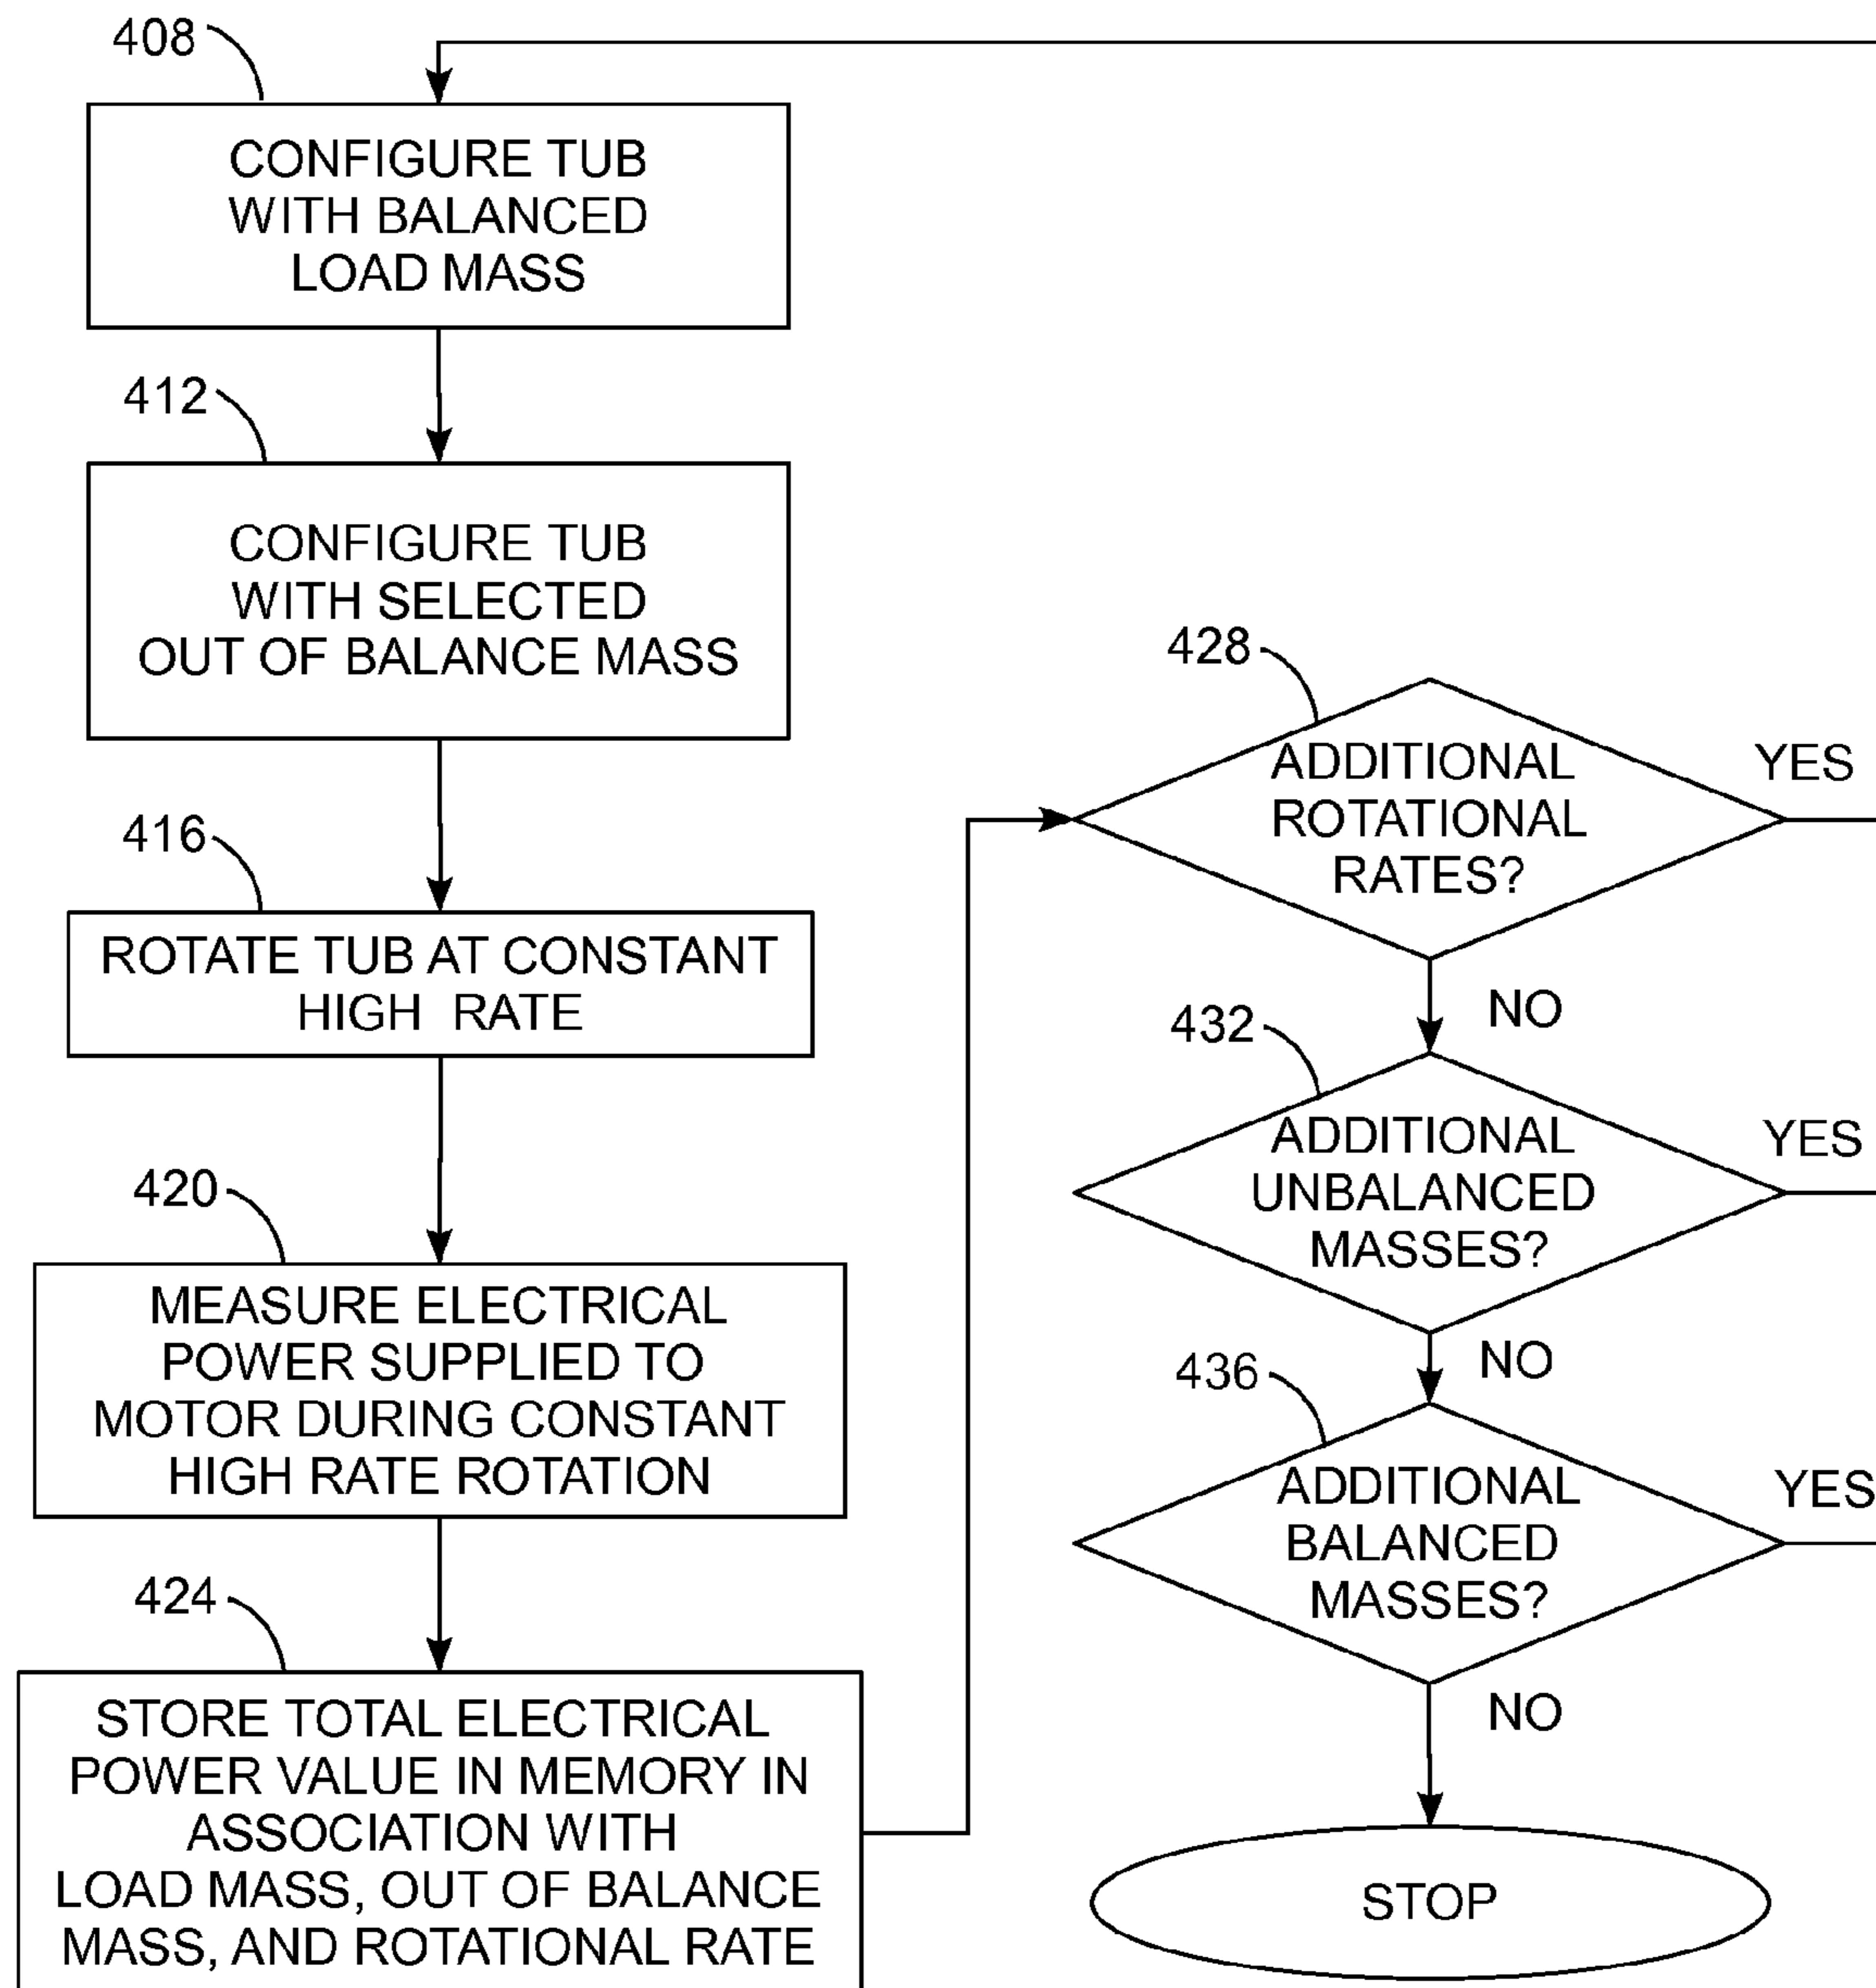 408
CONFIGURE TUB
WITH BALANCED
LOAD MASS
412
CONFIGURE TUB
WITH SELECTED
OUT OF BALANCE MASS
416
ROTATE TUB AT CONSTANT
HIGH RATE
420
MEASURE ELECTRICAL
POWER SUPPLIED TO
MOTOR DURING CONSTANT
HIGH RATE ROTATION
424
STORE TOTAL ELECTRICAL
POWER VALUE IN MEMORY IN
ASSOCIATION WITH
LOAD MASS, OUT OF BALANCE
MASS, AND ROTATIONAL RATE
428
ADDITIONAL
ROTATIONAL
RATES?
YES
NO
432
ADDITIONAL
UNBALANCED
MASSES?
YES
NO
436
ADDITIONAL
BALANCED
MASSES?
YES
NO
STOP